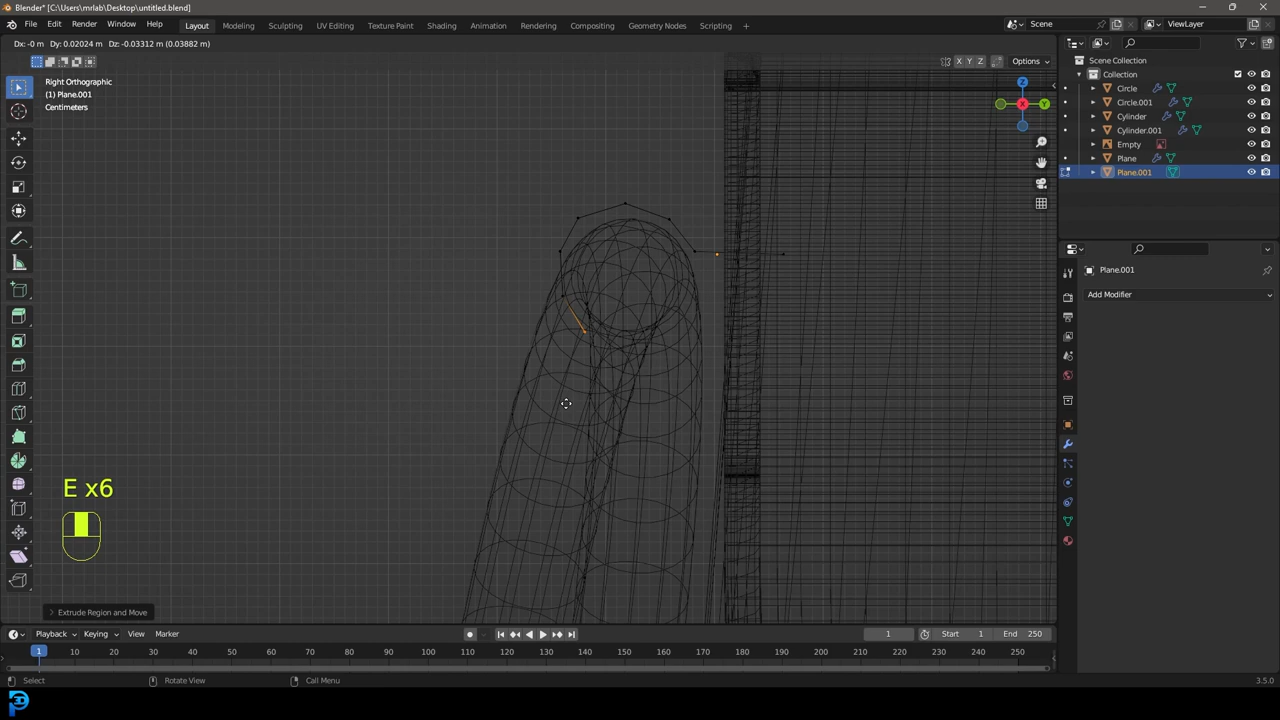 Blender* [C:\Users\mrlab\Desktop\untitled.blend]
File Edit Render Window Help Layout Modeling Sculpting UV Editing Texture Paint Shading Animation Rendering Compositing Geometry Nodes Scripting + Scene ViewLayer
Dx: -0 m Dy: 0.02024 m Dz: -0.03312 m (0.03882 m)
X Y Z Options
Right Orthographic
(1) Plane.001
Centimeters
Z
X
Y
Scene Collection
Collection
Circle
Circle.001
Cylinder
Cylinder.001
Empty
Plane
Plane.001
Plane.001
Add Modifier
E x6
Extrude Region and Move
Playback Keying View Marker 1 Start 1 End 250
1 10 20 30 40 50 60 70 80 90 100 110 120 130 140 150 160 170 180 190 200 210 220 230 240 250
Select Rotate View Call Menu 3.5.0